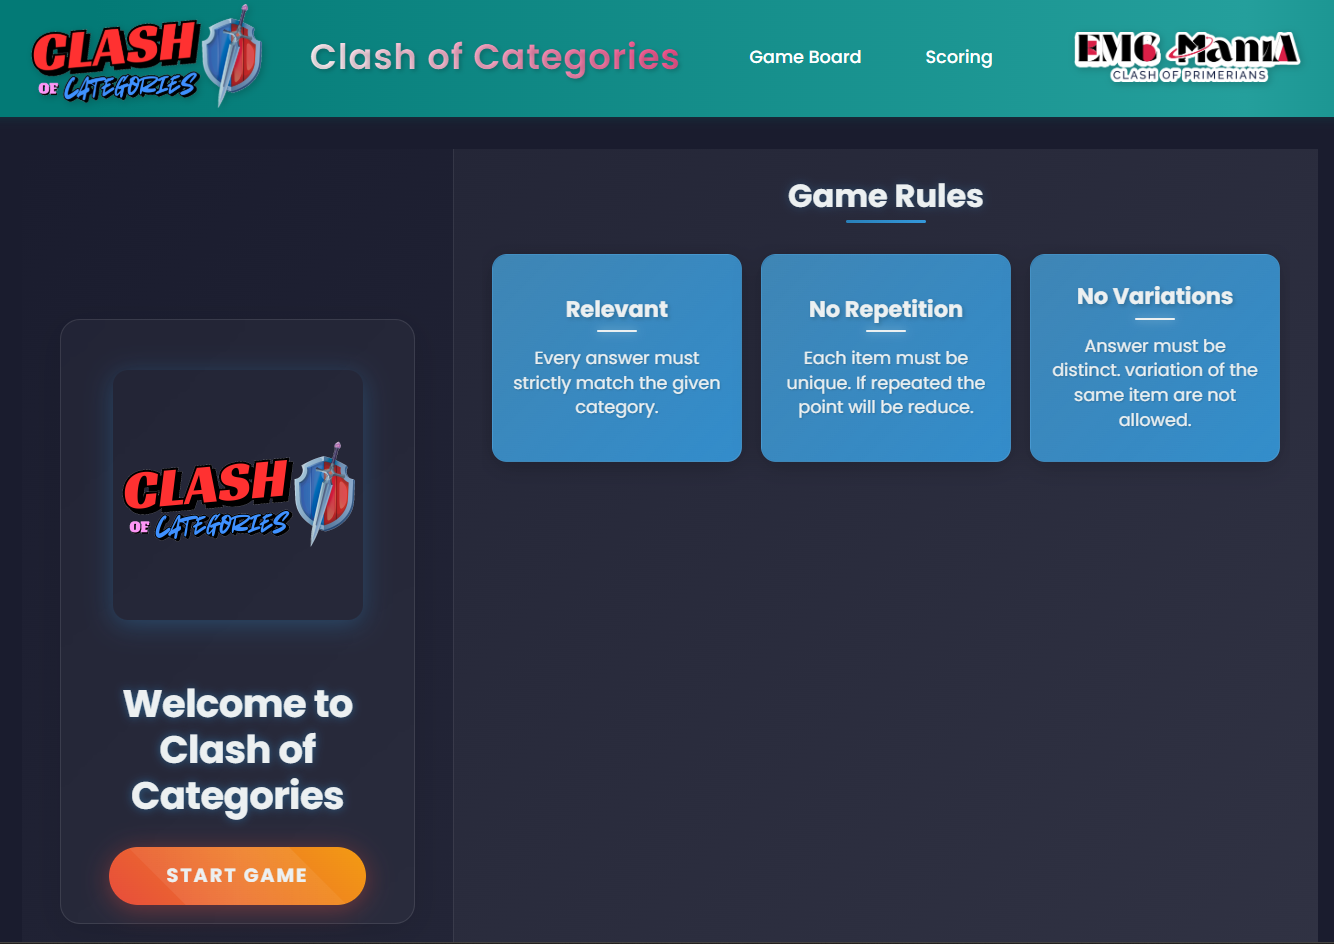 CLASH
OF CATEGORIES
Clash of Categories
Game Board
Scoring
EMC ManiA
CLASH OF PRIMERIANS
Game Rules
Relevant
Every answer must
strictly match the given
category.
No Repetition
Each item must be
unique. If repeated the
point will be reduce.
No Variations
Answer must be
distinct. variation of the
same item are not
allowed.
CLASH
OF CATEGORIES
Welcome to
Clash of
Categories
START GAME